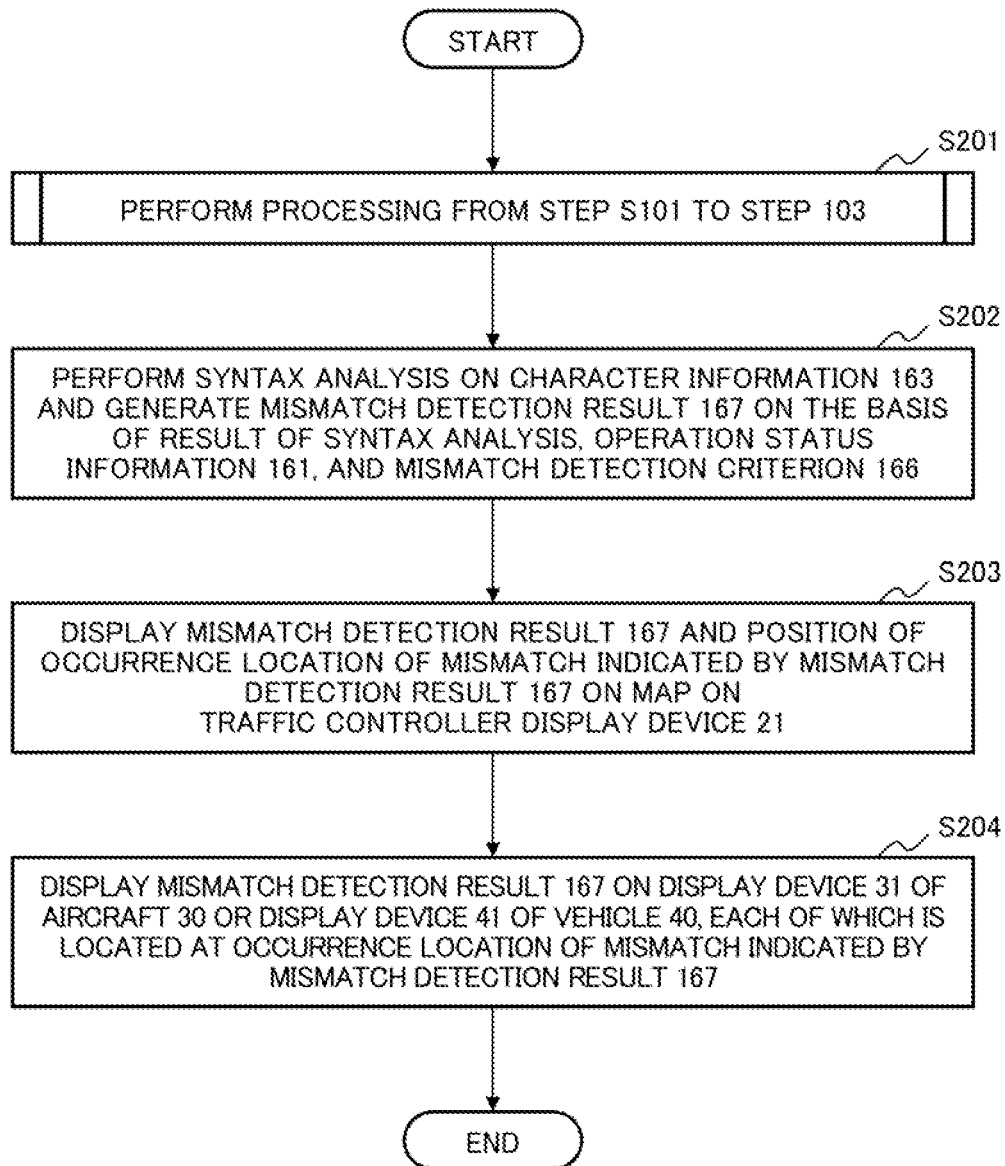 START
S201
PERFORM PROCESSING FROM STEP S101 TO STEP 103
S202
PERFORM SYNTAX ANALYSIS ON CHARACTER INFORMATION 163
AND GENERATE MISMATCH DETECTION RESULT 167 ON THE BASIS
OF RESULT OF SYNTAX ANALYSIS, OPERATION STATUS
INFORMATION 161, AND MISMATCH DETECTION CRITERION 166
S203
DISPLAY MISMATCH DETECTION RESULT 167 AND POSITION OF
OCCURRENCE LOCATION OF MISMATCH INDICATED BY MISMATCH
DETECTION RESULT 167 ON MAP ON
TRAFFIC CONTROLLER DISPLAY DEVICE 21
S204
DISPLAY MISMATCH DETECTION RESULT 167 ON DISPLAY DEVICE 31 OF
AIRCRAFT 30 OR DISPLAY DEVICE 41 OF VEHICLE 40, EACH OF WHICH IS
LOCATED AT OCCURRENCE LOCATION OF MISMATCH INDICATED BY
MISMATCH DETECTION RESULT 167
END